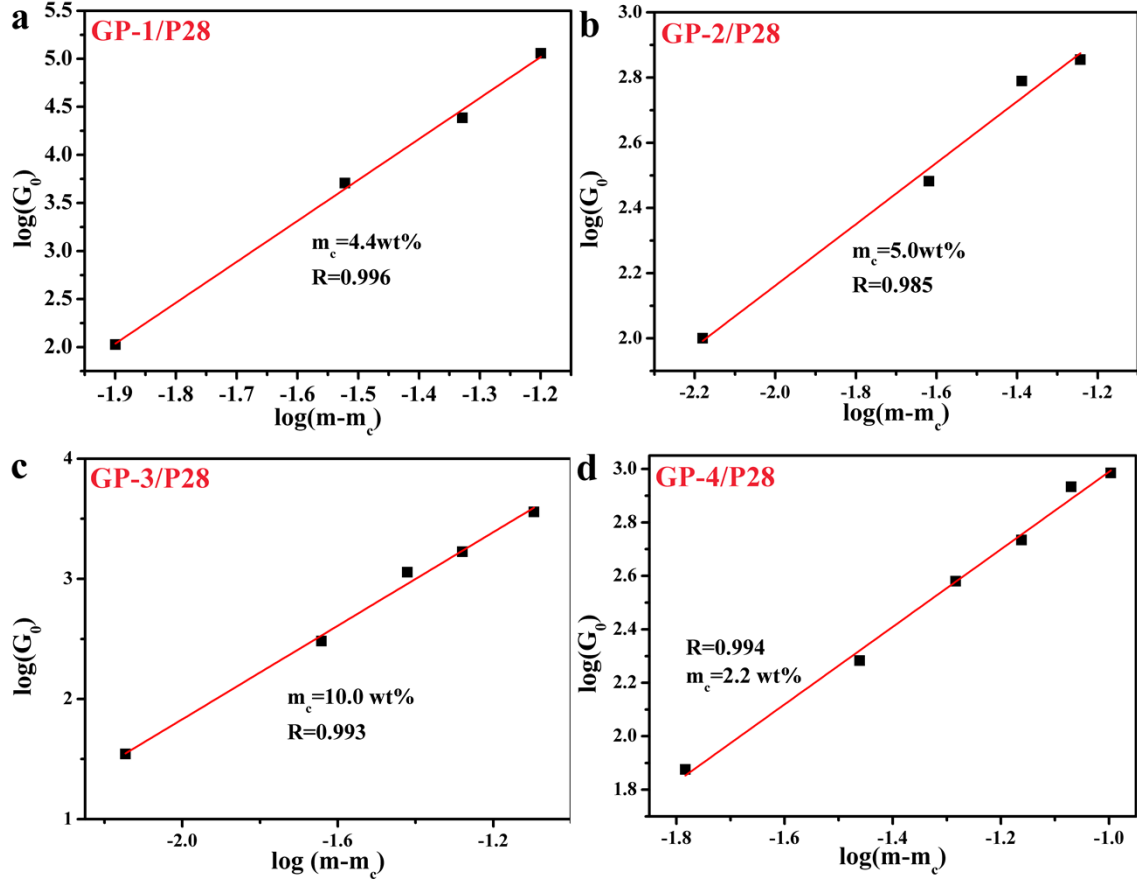 a
GP-1/P28
5.5
5.0
4.5
4.0
3.5
3.0
2.5
2.0
log(G0)
mc=4.4wt%
R=0.996
-1.9 -1.8 -1.7 -1.6 -1.5 -1.4 -1.3 -1.2
log(m-mc)
b
GP-2/P28
3.0
2.8
2.6
2.4
2.2
2.0
log(G0)
mc=5.0wt%
R=0.985
-2.2 -2.0 -1.8 -1.6 -1.4 -1.2
log(m-mc)
c
GP-3/P28
4
3
2
1
log(G0)
mc=10.0 wt%
R=0.993
-2.0 -1.6 -1.2
log (m-mc)
d
GP-4/P28
3.0
2.8
2.6
2.4
2.2
2.0
1.8
log(G0)
R=0.994
mc=2.2 wt%
-1.8 -1.6 -1.4 -1.2 -1.0
log(m-mc)